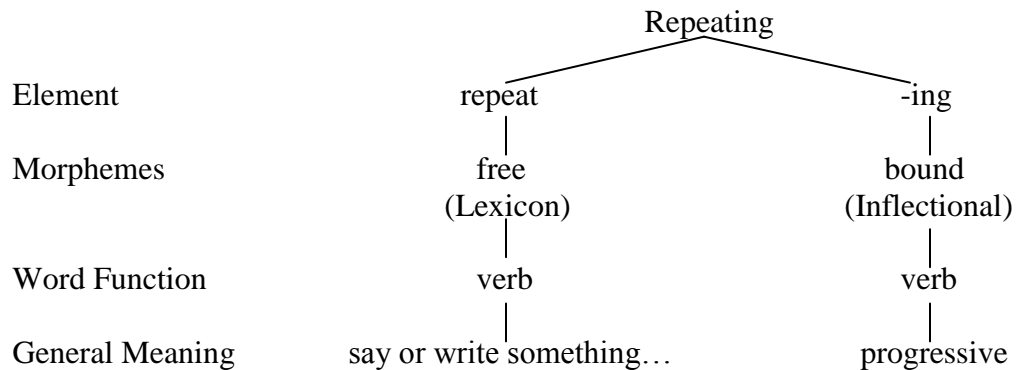 Repeating
Element repeat -ing
Morphemes free bound
(Lexicon) (Inflectional)
Word Function verb verb
General Meaning say or write something… progressive